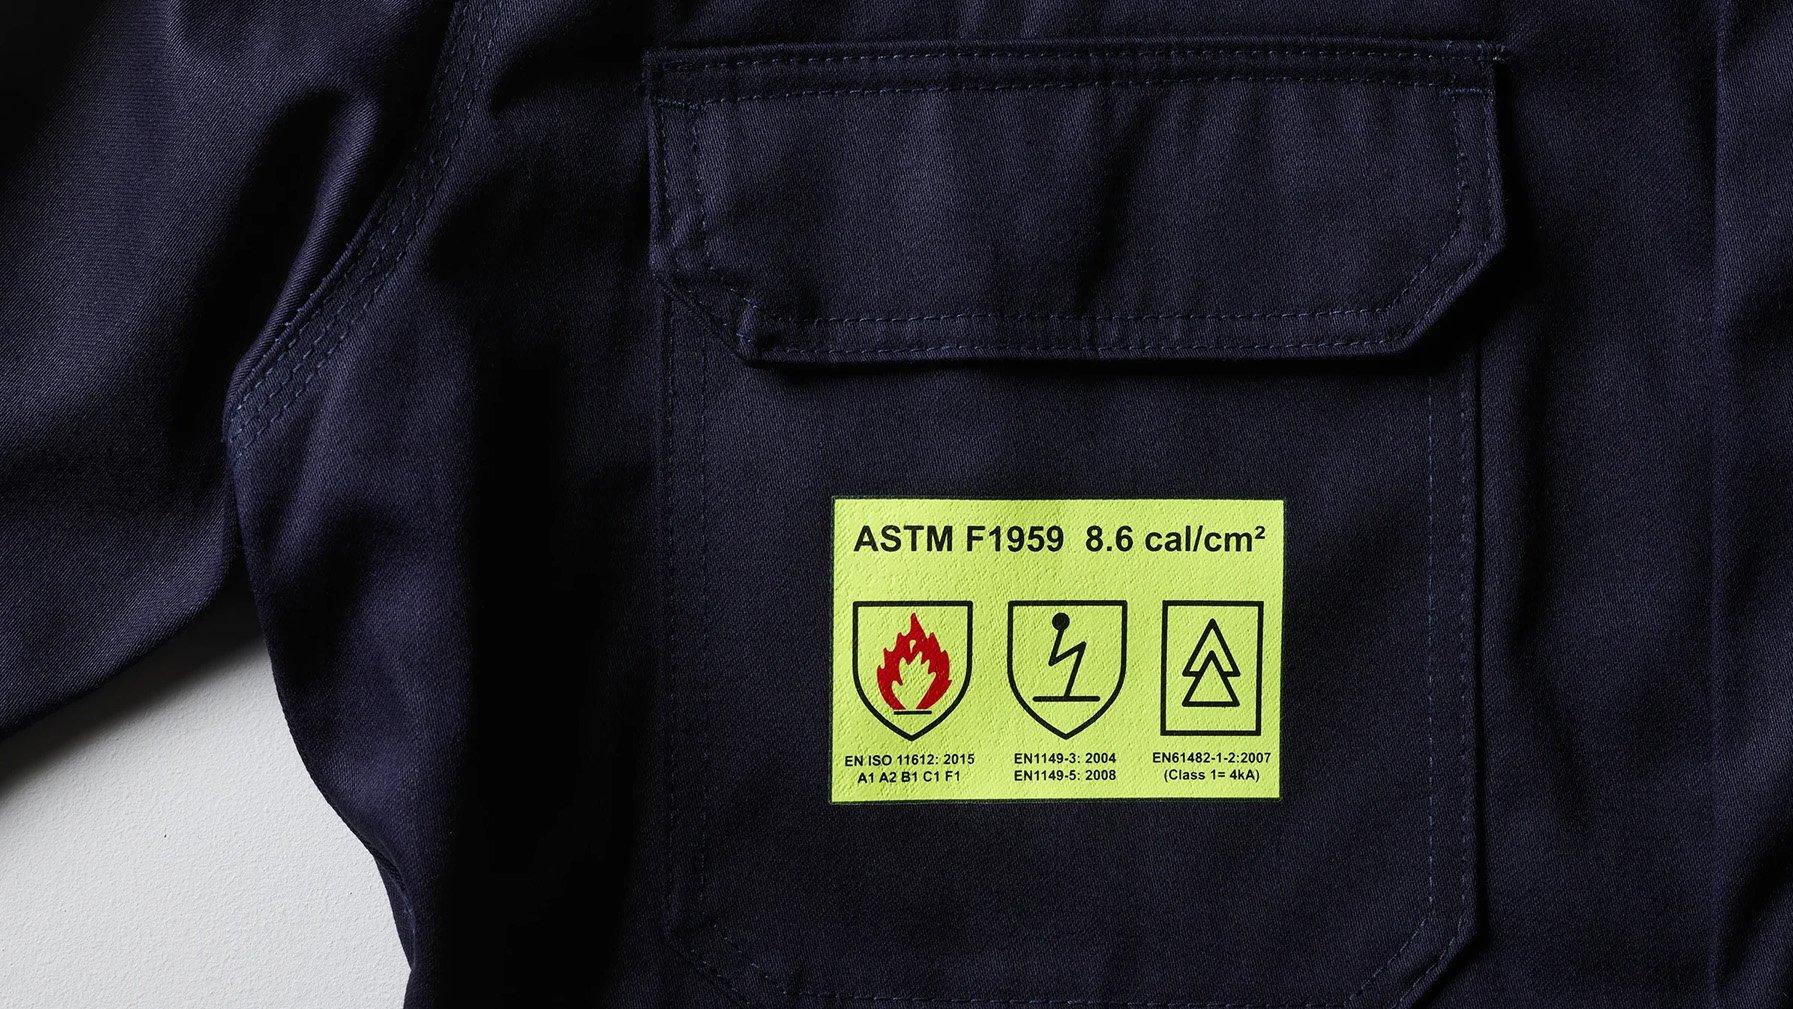 ASTM F1959 8.6 cal/cm²
EN ISO 11612: 2015
A1 A2 B1 C1 F1
EN1149-3: 2004
EN1149-5: 2008
EN61482-1-2:2007
(Class 1= 4kA)